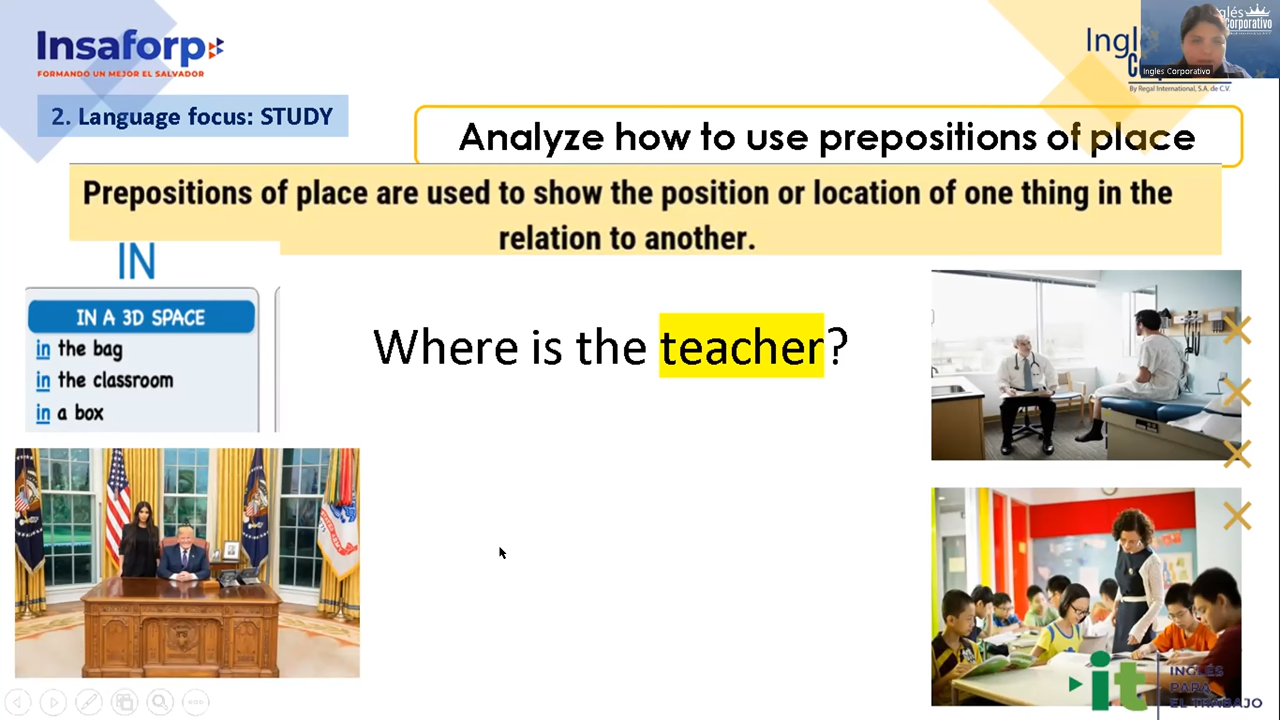 Insaforp
FORMANDO UN MEJOR EL SALVADOR
Ingles Corporativo
By Regal International, S.A. de C.V.
2. Language focus: STUDY
Analyze how to use prepositions of place
Prepositions of place are used to show the position or location of one thing in the
relation to another.
IN
IN A 3D SPACE
in the bag
in the classroom
in a box
Where is the teacher?
it
INGLÉS
PARA
EL TRABAJO